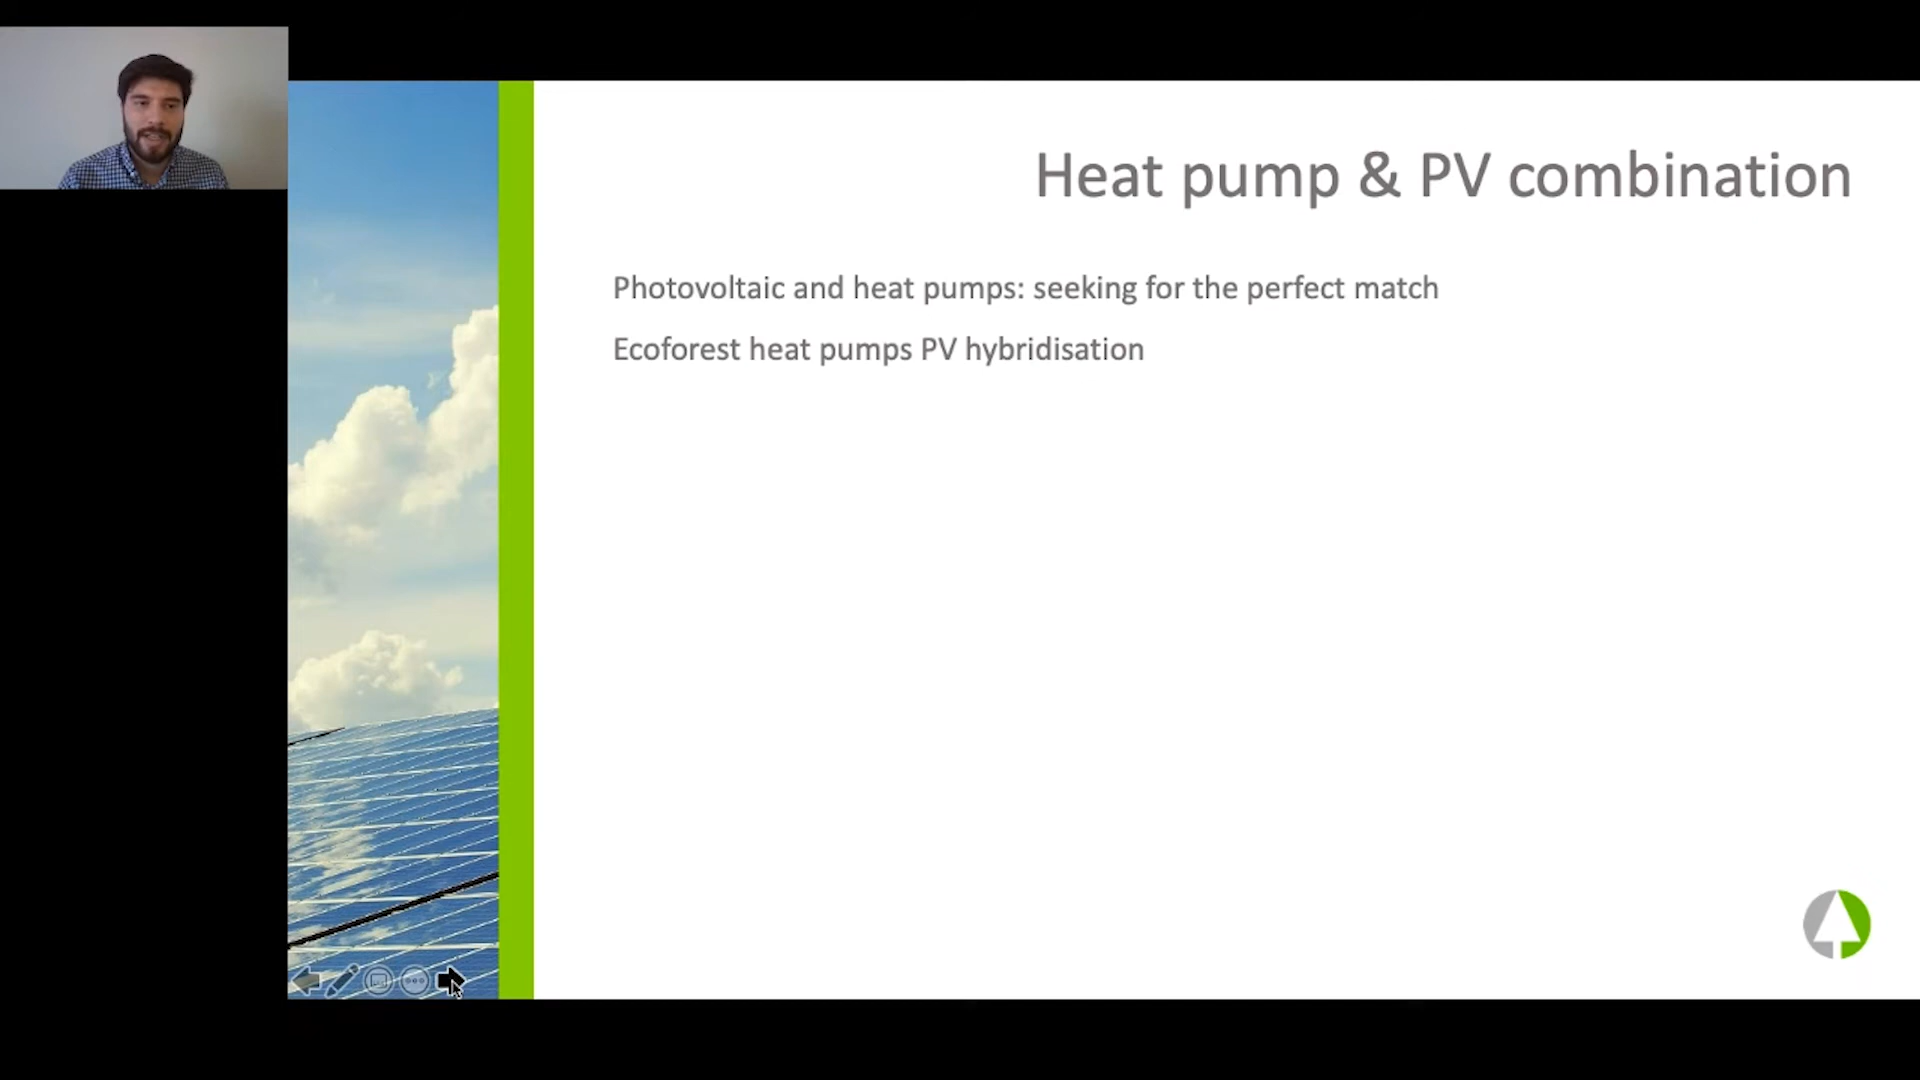 Heat pump & PV combination
Photovoltaic and heat pumps: seeking for the perfect match
Ecoforest heat pumps PV hybridisation